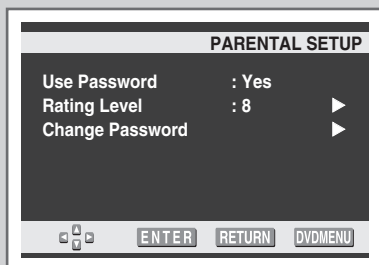 PARENTAL SETUP
Use Password : Yes
Rating Level : 8
Change Password
ENTER RETURN DVDMENU